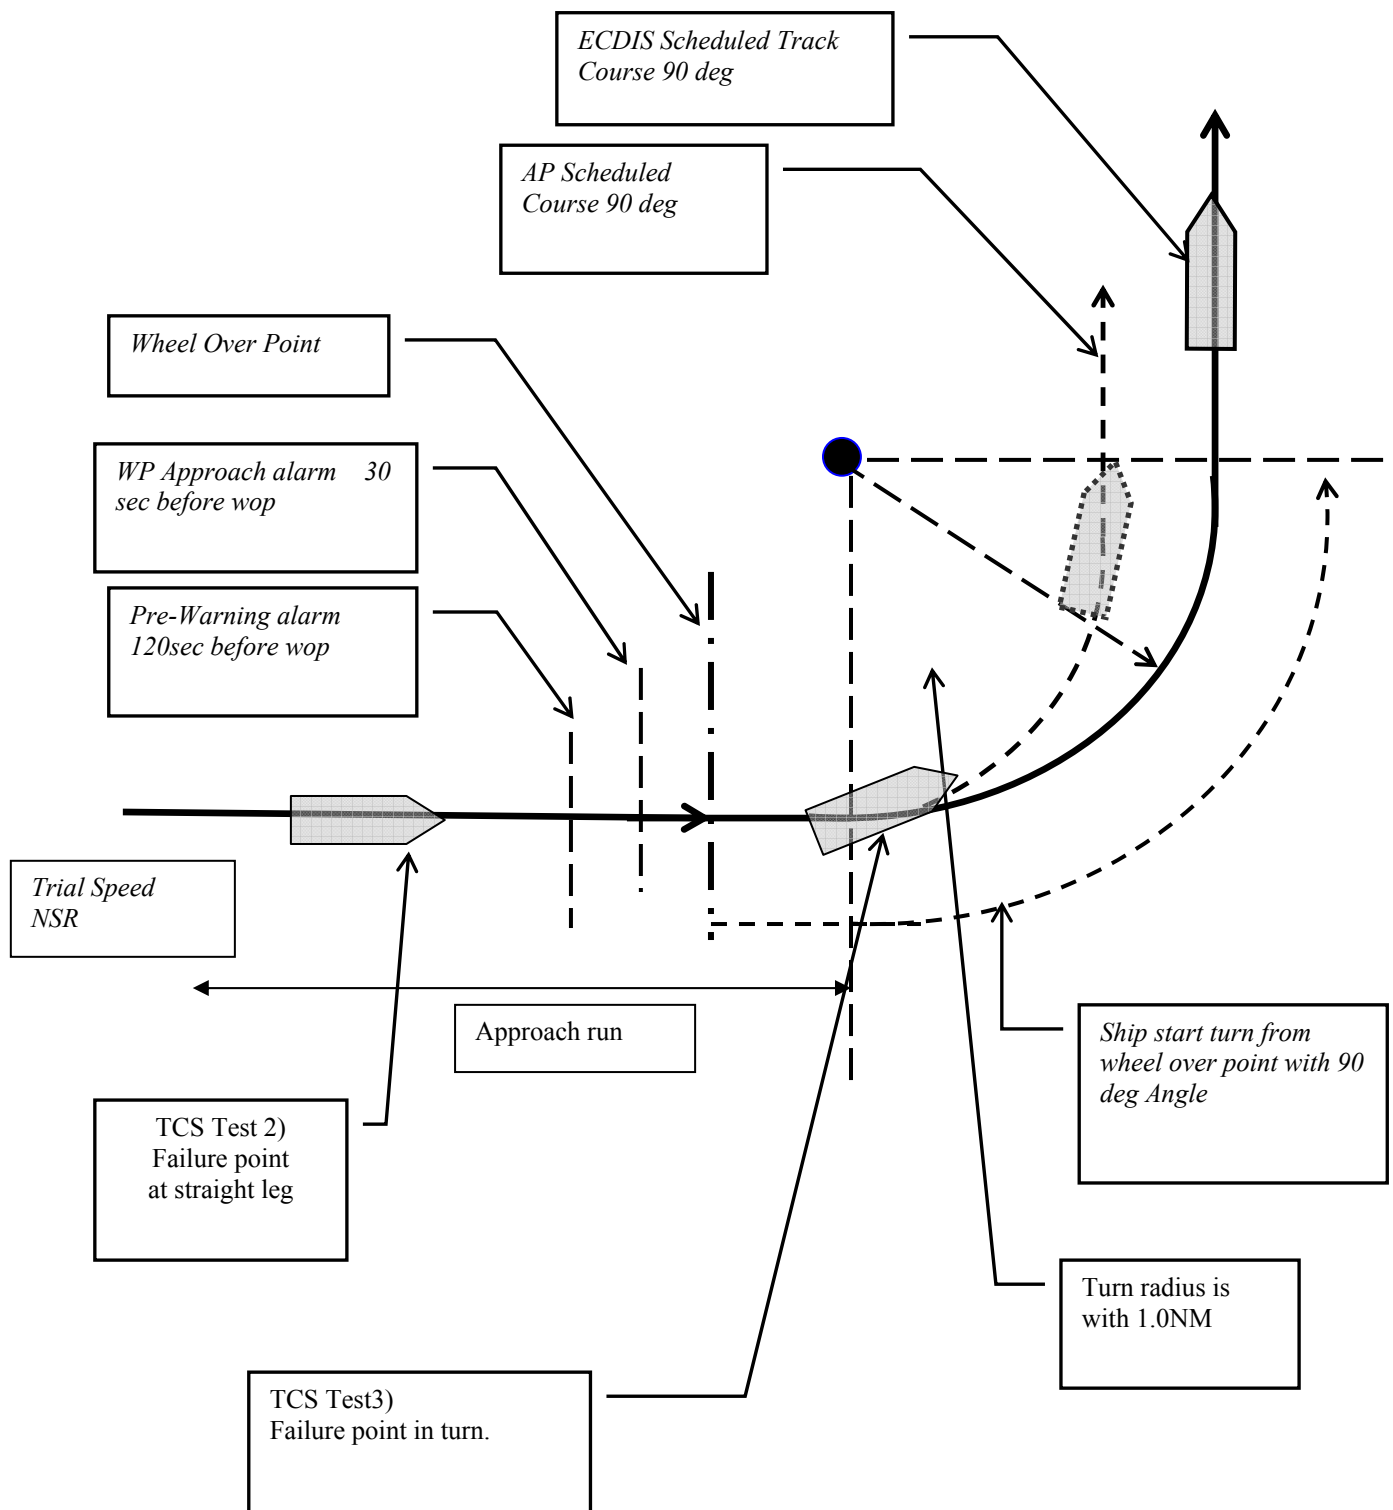 ECDIS Scheduled Track
Course 90 deg
AP Scheduled
Course 90 deg
Wheel Over Point
WP Approach alarm 30
sec before wop
Pre-Warning alarm
120sec before wop
Trial Speed
NSR
Approach run
Ship start turn from
wheel over point with 90
deg Angle
TCS Test 2)
Failure point
at straight leg
Turn radius is
with 1.0NM
TCS Test3)
Failure point in turn.